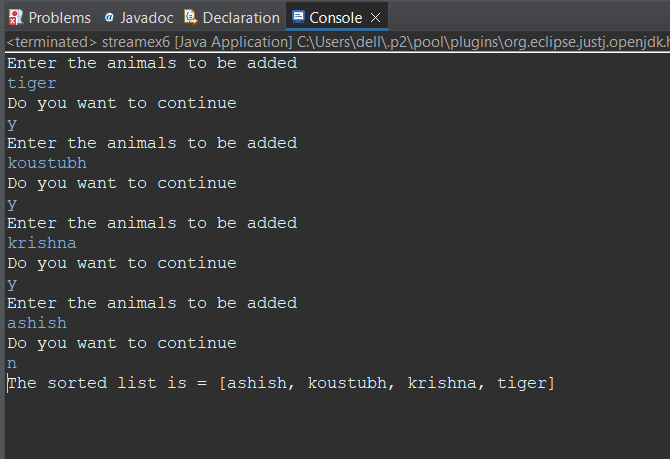 Problems @ Javadoc Declaration Console
<terminated> streamex6 [Java Application] C:\Users\dell\.p2\pool\plugins\org.eclipse.justj.openjdk.h
Enter the animals to be added
tiger
Do you want to continue
y
Enter the animals to be added
koustubh
Do you want to continue
y
Enter the animals to be added
krishna
Do you want to continue
y
Enter the animals to be added
ashish
Do you want to continue
n
The sorted list is = [ashish, koustubh, krishna, tiger]